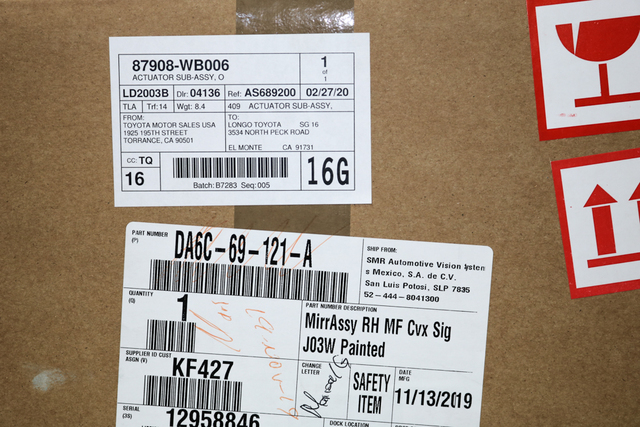 87908-WB006
ACTUATOR SUB-ASSY, O
1
of
1
LD2003B Dlr: 04136 Ref: AS689200 02/27/20
TLA Trf: 14 Wgt: 8.4 409 ACTUATOR SUB-ASSY,
FROM:
TOYOTA MOTOR SALES USA
1925 195TH STREET
TORRANCE, CA 90501
TO:
LONGO TOYOTA SG 16
3534 NORTH PECK ROAD
EL MONTE CA 91731
CC: TQ
16
Batch: B7283 Seq: 005
16G
PART NUMBER
(P)
DA6C-69-121-A
SHIP FROM:
SMR Automotive Vision System
s Mexico, S.A. de C.V.
San Luis Potosi, SLP 7835
52-444-8041300
QUANTITY
(Q)
1
PART NUMBER DESCRIPTION
MirrAssy RH MF Cvx Sig
J03W Painted
SUPPLIER ID CUST
ASGN (V)
KF427
CHANGE
LETTER
SAFETY
ITEM
DATE
MFG
11/13/2019
SERIAL
(3S)
12958846
DOCK LOCATION